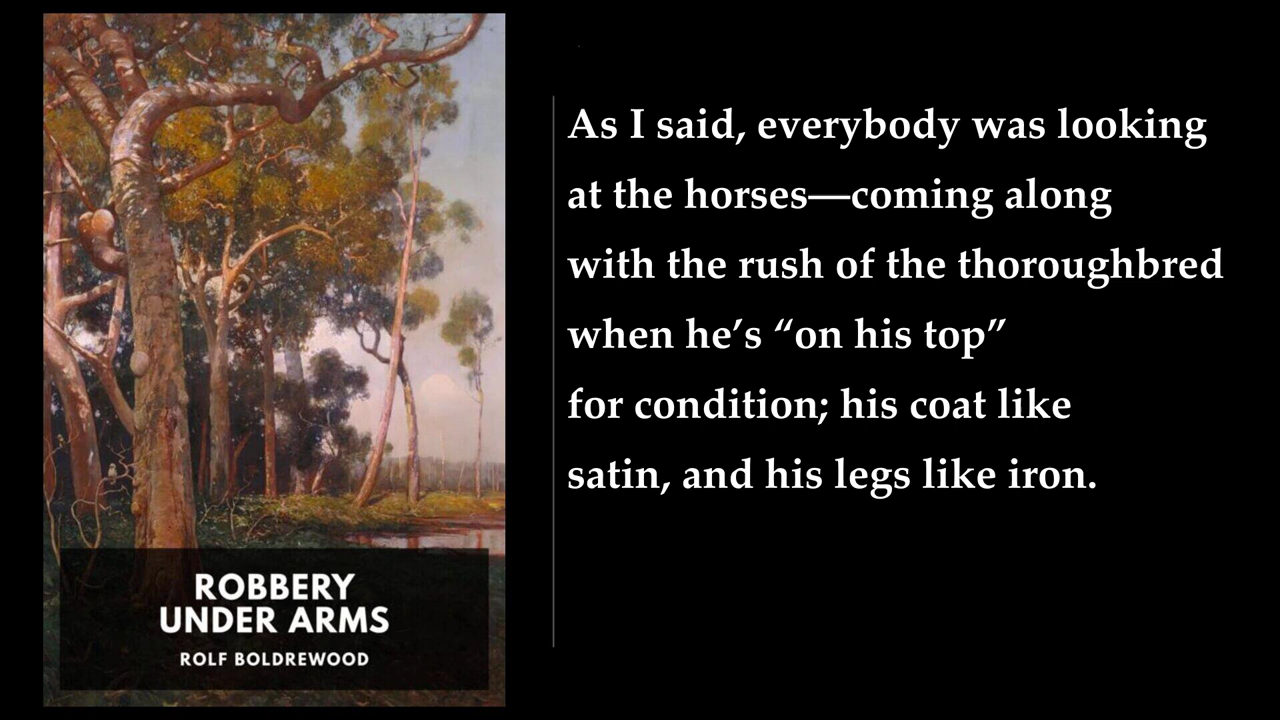 ROBBERY
UNDER ARMS
ROLF BOLDREWOOD
As I said, everybody was looking
at the horses—coming along
with the rush of the thoroughbred
when he’s “on his top”
for condition; his coat like
satin, and his legs like iron.